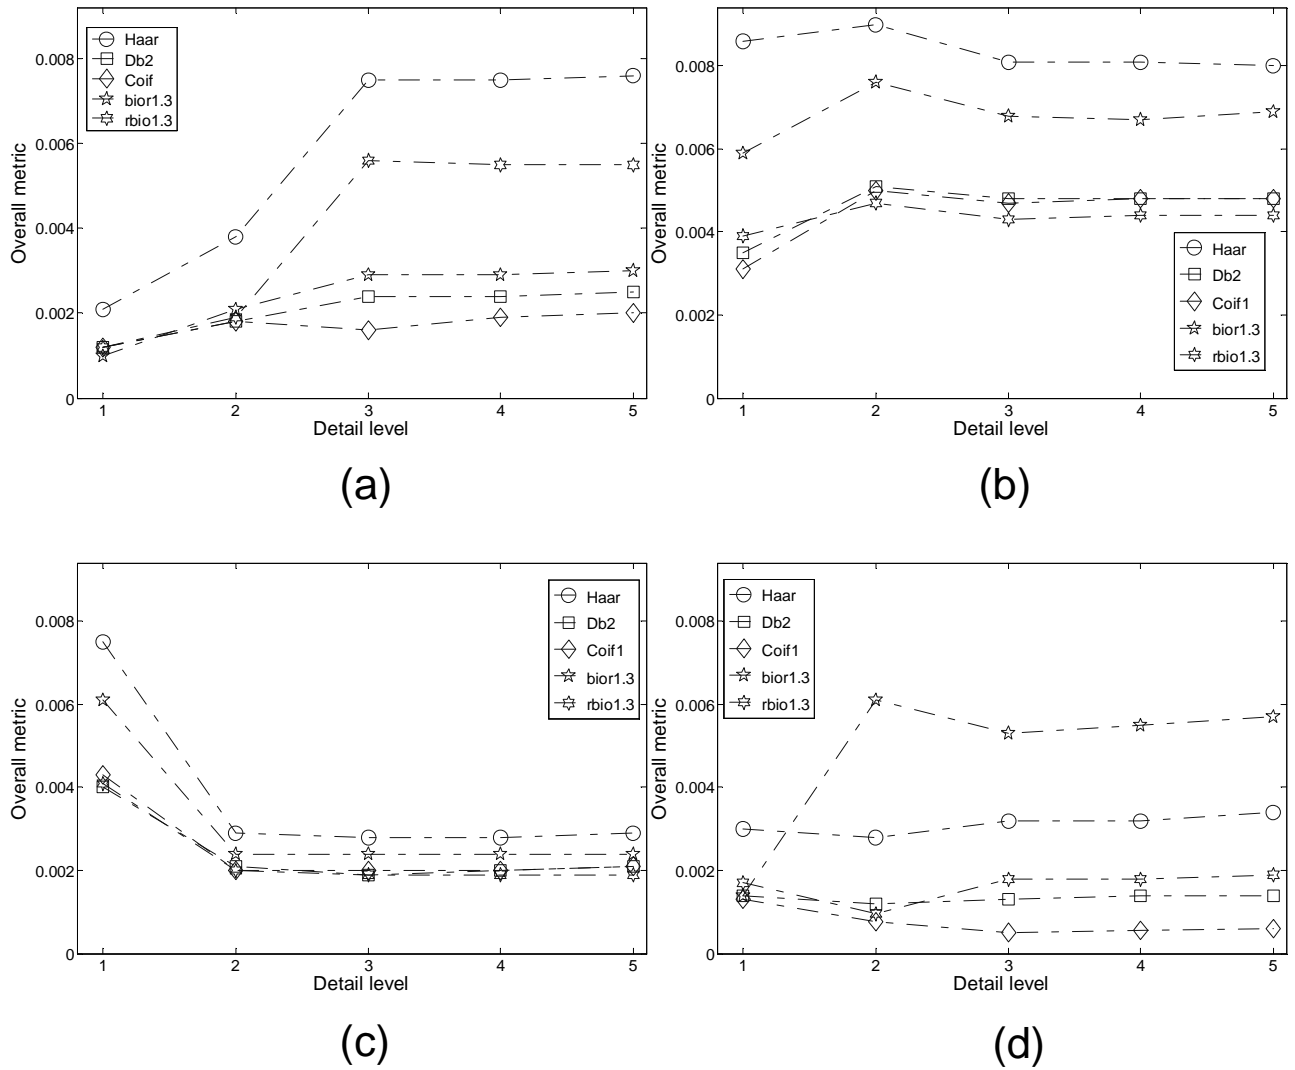 Haar
Db2
Coif
bior1.3
rbio1.3
0.008
0.006
0.004
0.002
0
Overall metric
1 2 3 4 5
Detail level
(a)
0.008
0.006
0.004
0.002
0
Overall metric
Haar
Db2
Coif1
bior1.3
rbio1.3
1 2 3 4 5
Detail level
(b)
Haar
Db2
Coif1
bior1.3
rbio1.3
0.008
0.006
0.004
0.002
0
Overall metric
1 2 3 4 5
Detail level
(c)
Haar
Db2
Coif1
bior1.3
rbio1.3
0.008
0.006
0.004
0.002
0
Overall metric
1 2 3 4 5
Detail level
(d)